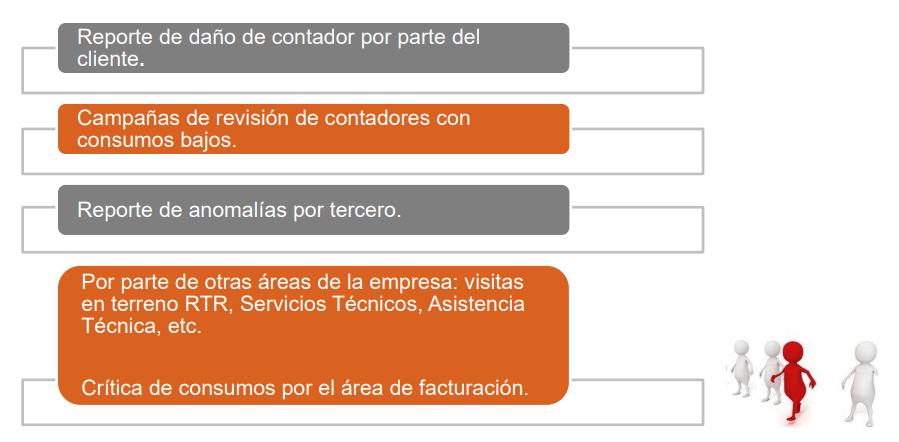 Reporte de daño de contador por parte del
cliente.
Campañas de revisión de contadores con
consumos bajos.
Reporte de anomalías por tercero.
Por parte de otras áreas de la empresa: visitas
en terreno RTR, Servicios Técnicos, Asistencia
Técnica, etc.
Crítica de consumos por el área de facturación.